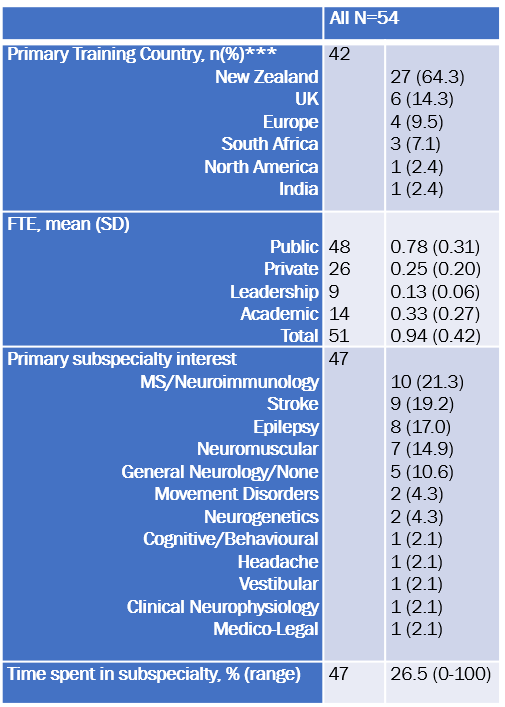 All N=54
Primary Training Country, n(%)*** 42
New Zealand 27 (64.3)
UK 6 (14.3)
Europe 4 (9.5)
South Africa 3 (7.1)
North America 1 (2.4)
India 1 (2.4)
FTE, mean (SD)
Public 48 0.78 (0.31)
Private 26 0.25 (0.20)
Leadership 9 0.13 (0.06)
Academic 14 0.33 (0.27)
Total 51 0.94 (0.42)
Primary subspecialty interest 47
MS/Neuroimmunology 10 (21.3)
Stroke 9 (19.2)
Epilepsy 8 (17.0)
Neuromuscular 7 (14.9)
General Neurology/None 5 (10.6)
Movement Disorders 2 (4.3)
Neurogenetics 2 (4.3)
Cognitive/Behavioural 1 (2.1)
Headache 1 (2.1)
Vestibular 1 (2.1)
Clinical Neurophysiology 1 (2.1)
Medico-Legal 1 (2.1)
Time spent in subspecialty, % (range) 47 26.5 (0-100)